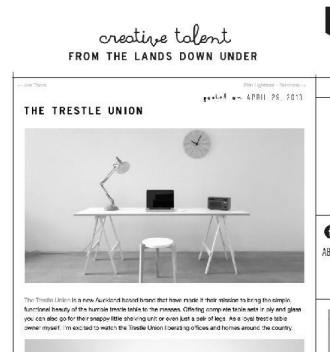 creative talent
FROM THE LANDS DOWN UNDER
posted on APRIL 26, 2013
THE TRESTLE UNION
The Trestle Union is a new Auckland based brand that have made it their mission to bring the simple,
functional beauty of the humble trestle table to the masses. Offering complete table sets in ply and glass
you can also go for their snappy little shelving unit or even just a pair of legs. As a loyal trestle table
owner myself, I'm excited to watch the Trestle Union liberating offices and homes around the country.